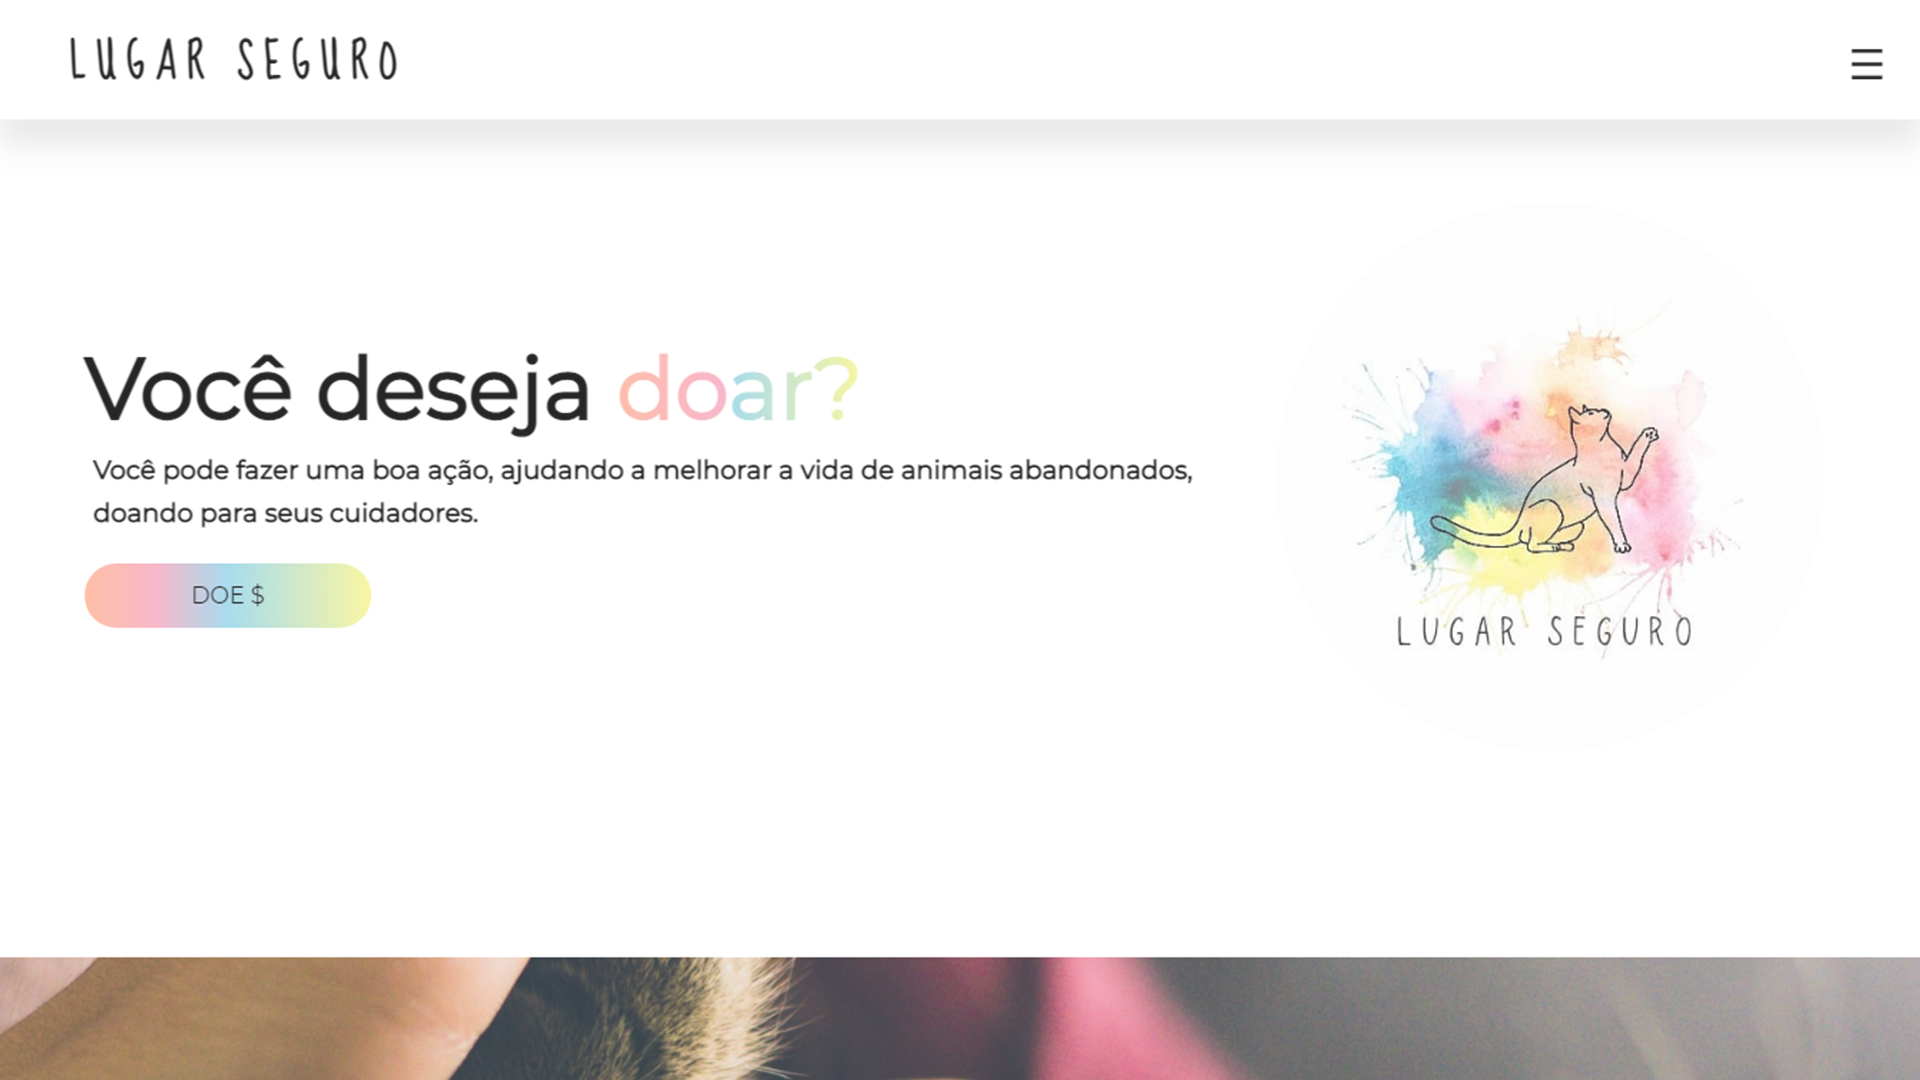 LUGAR SEGURO
Você deseja doar?
Você pode fazer uma boa ação, ajudando a melhorar a vida de animais abandonados,
doando para seus cuidadores.
DOE $
LUGAR SEGURO